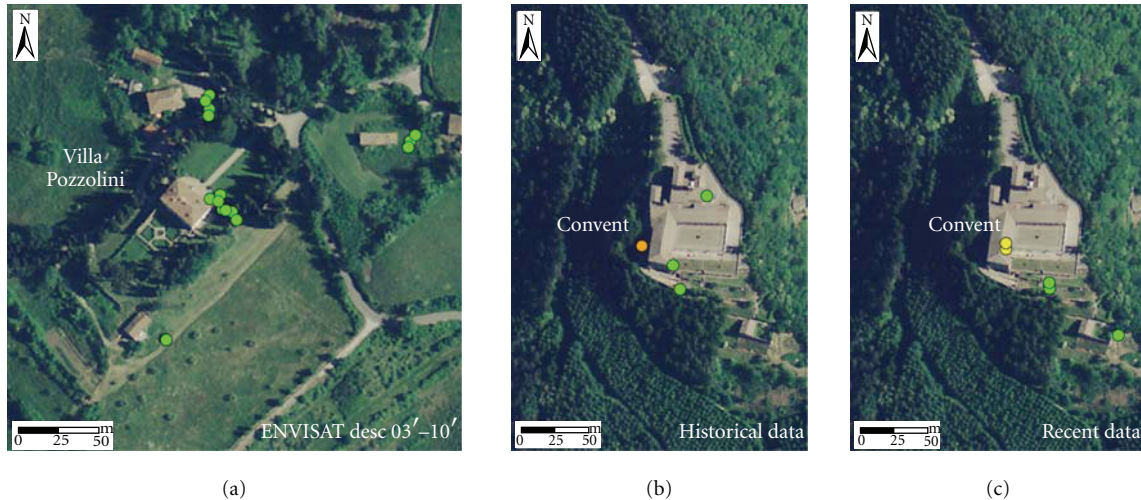 N
Villa
Pozzolini
m
0 25 50
ENVISAT desc 03′–10′
(a)
N
Convent
m
0 25 50
Historical data
(b)
N
Convent
m
0 25 50
Recent data
(c)